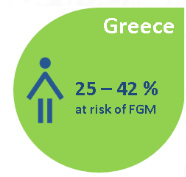 Greece
25 – 42 %
at risk of FGM